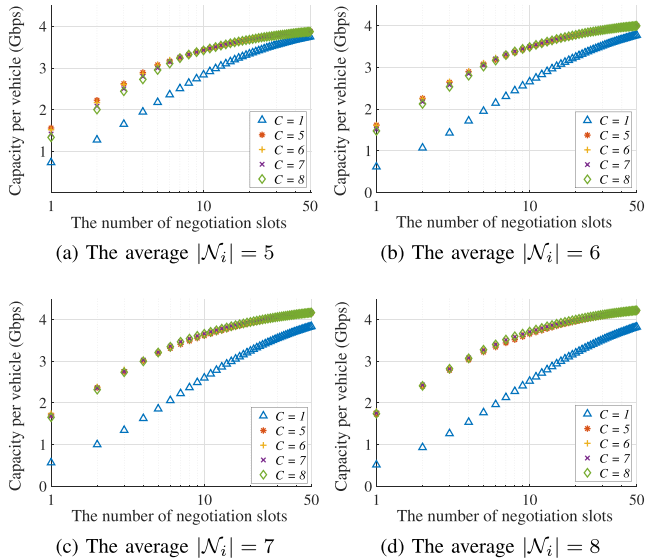 Capacity per vehicle (Gbps)
4
3
2
1
C = 1
C = 5
C = 6
C = 7
C = 8
1
10
50
The number of negotiation slots
(a) The average |𝒩ᵢ| = 5
Capacity per vehicle (Gbps)
4
3
2
1
C = 1
C = 5
C = 6
C = 7
C = 8
1
10
50
The number of negotiation slots
(b) The average |𝒩ᵢ| = 6
Capacity per vehicle (Gbps)
4
3
2
1
0
C = 1
C = 5
C = 6
C = 7
C = 8
1
10
50
The number of negotiation slots
(c) The average |𝒩ᵢ| = 7
Capacity per vehicle (Gbps)
4
3
2
1
0
C = 1
C = 5
C = 6
C = 7
C = 8
1
10
50
The number of negotiation slots
(d) The average |𝒩ᵢ| = 8